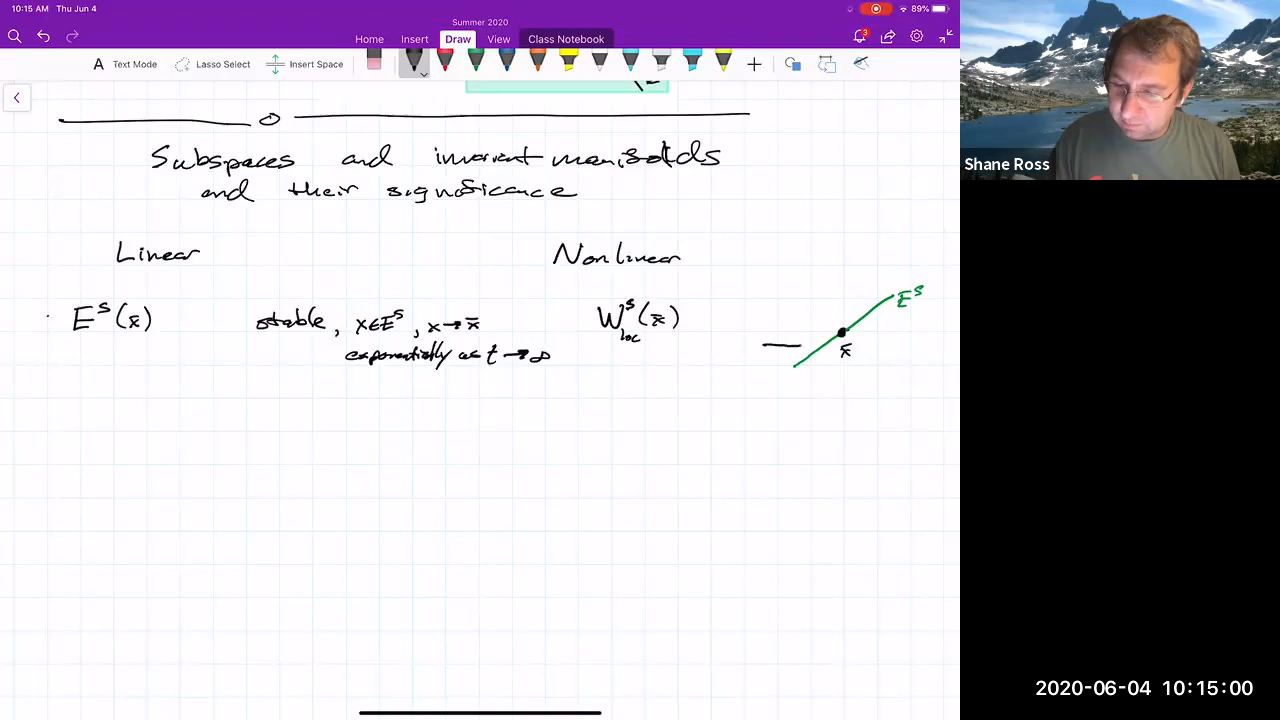 10:15 AM Thu Jun 4
89%
Summer 2020
Home Insert Draw View Class Notebook
3
A Text Mode Lasso Select Insert Space
Subspaces and invariant manifolds
and their significance
Linear Nonlinear
E^s(x̄) stable, x∈E^s, x→x̄ W^s_loc(x̄)
exponentially as t→∞
E^s
x̄
Shane Ross
2020-06-04 10:15:00